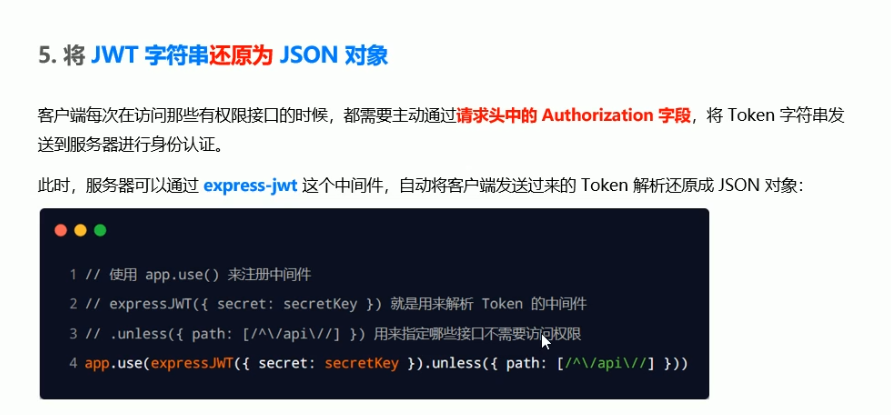 5. 将 JWT 字符串还原为 JSON 对象
客户端每次在访问那些有权限接口的时候，都需要主动通过请求头中的 Authorization 字段，将 Token 字符串发
送到服务器进行身份认证。
此时，服务器可以通过 express-jwt 这个中间件，自动将客户端发送过来的 Token 解析还原成 JSON 对象：
1 // 使用 app.use() 来注册中间件
2 // expressJWT({ secret: secretKey }) 就是用来解析 Token 的中间件
3 // .unless({ path: [/^\/api\//] }) 用来指定哪些接口不需要访问权限
4 app.use(expressJWT({ secret: secretKey }).unless({ path: [/^\/api\//] }))